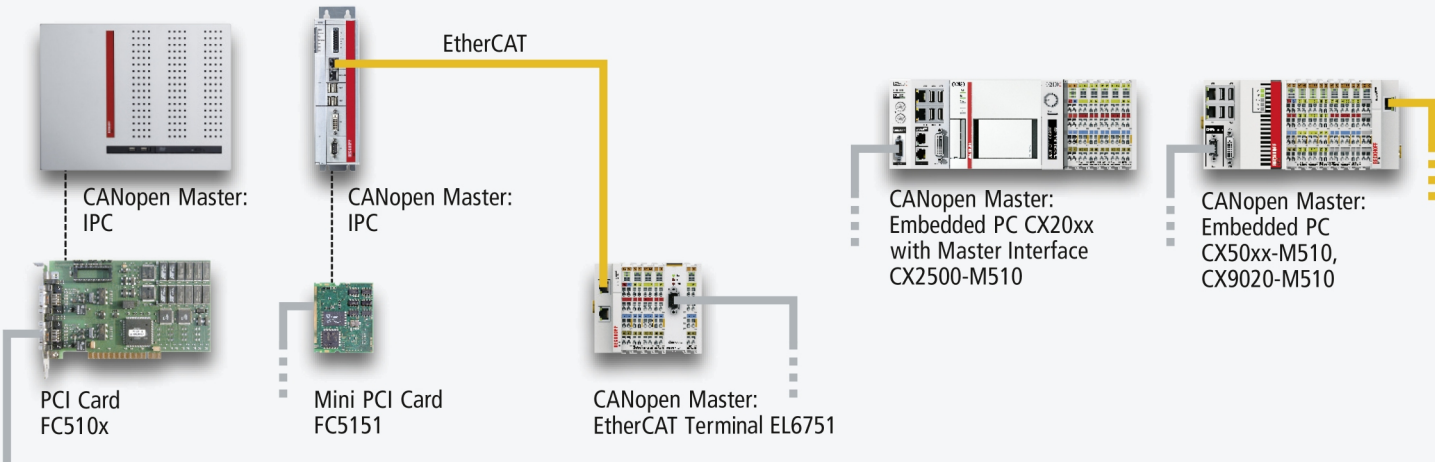 EtherCAT
CANopen Master:
IPC
CANopen Master:
IPC
CANopen Master:
Embedded PC CX20xx
with Master Interface
CX2500-M510
CANopen Master:
Embedded PC
CX50xx-M510,
CX9020-M510
PCI Card
FC510x
Mini PCI Card
FC5151
CANopen Master:
EtherCAT Terminal EL6751